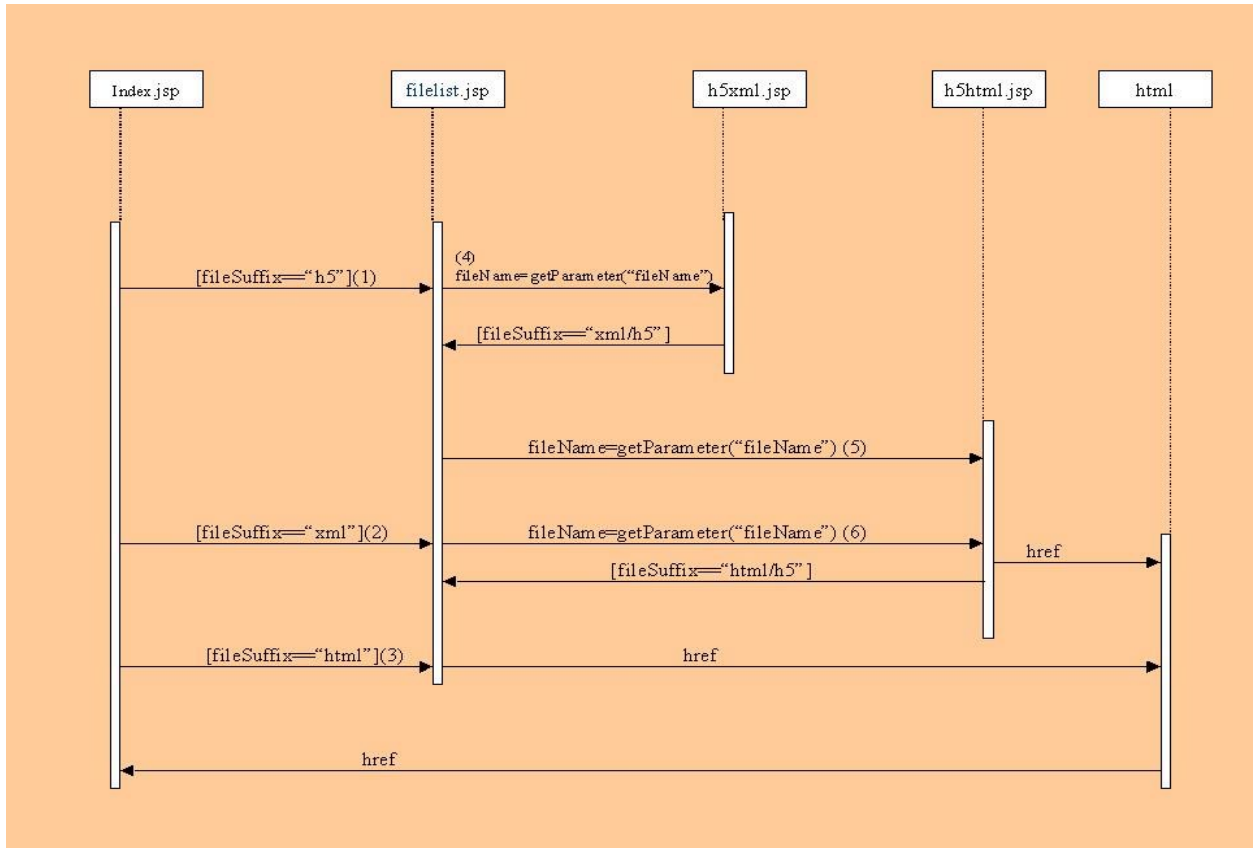 Index.jsp
filelist.jsp
h5xml.jsp
h5html.jsp
html
(4)
[fileSuffix==“h5”](1)
fileName=getParameter(“fileName”)
[fileSuffix==“xml/h5”]
fileName=getParameter(“fileName”) (5)
[fileSuffix==“xml”](2)
fileName=getParameter(“fileName”) (6)
href
[fileSuffix==“html/h5”]
[fileSuffix==“html”](3)
href
href